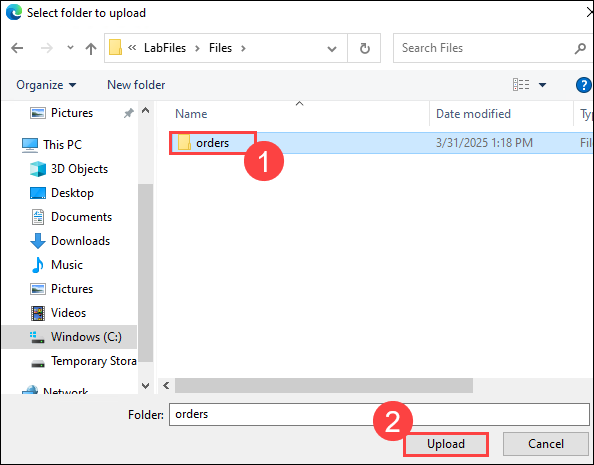 Select folder to upload
« LabFiles › Files ›
Search Files
Organize
New folder
Name
Date modified
Ty
Pictures
This PC
3D Objects
Desktop
Documents
Downloads
Music
Pictures
Videos
Windows (C:)
Temporary Stora
Network
orders
3/31/2025 1:18 PM
Fil
1
Folder:
orders
2
Upload
Cancel